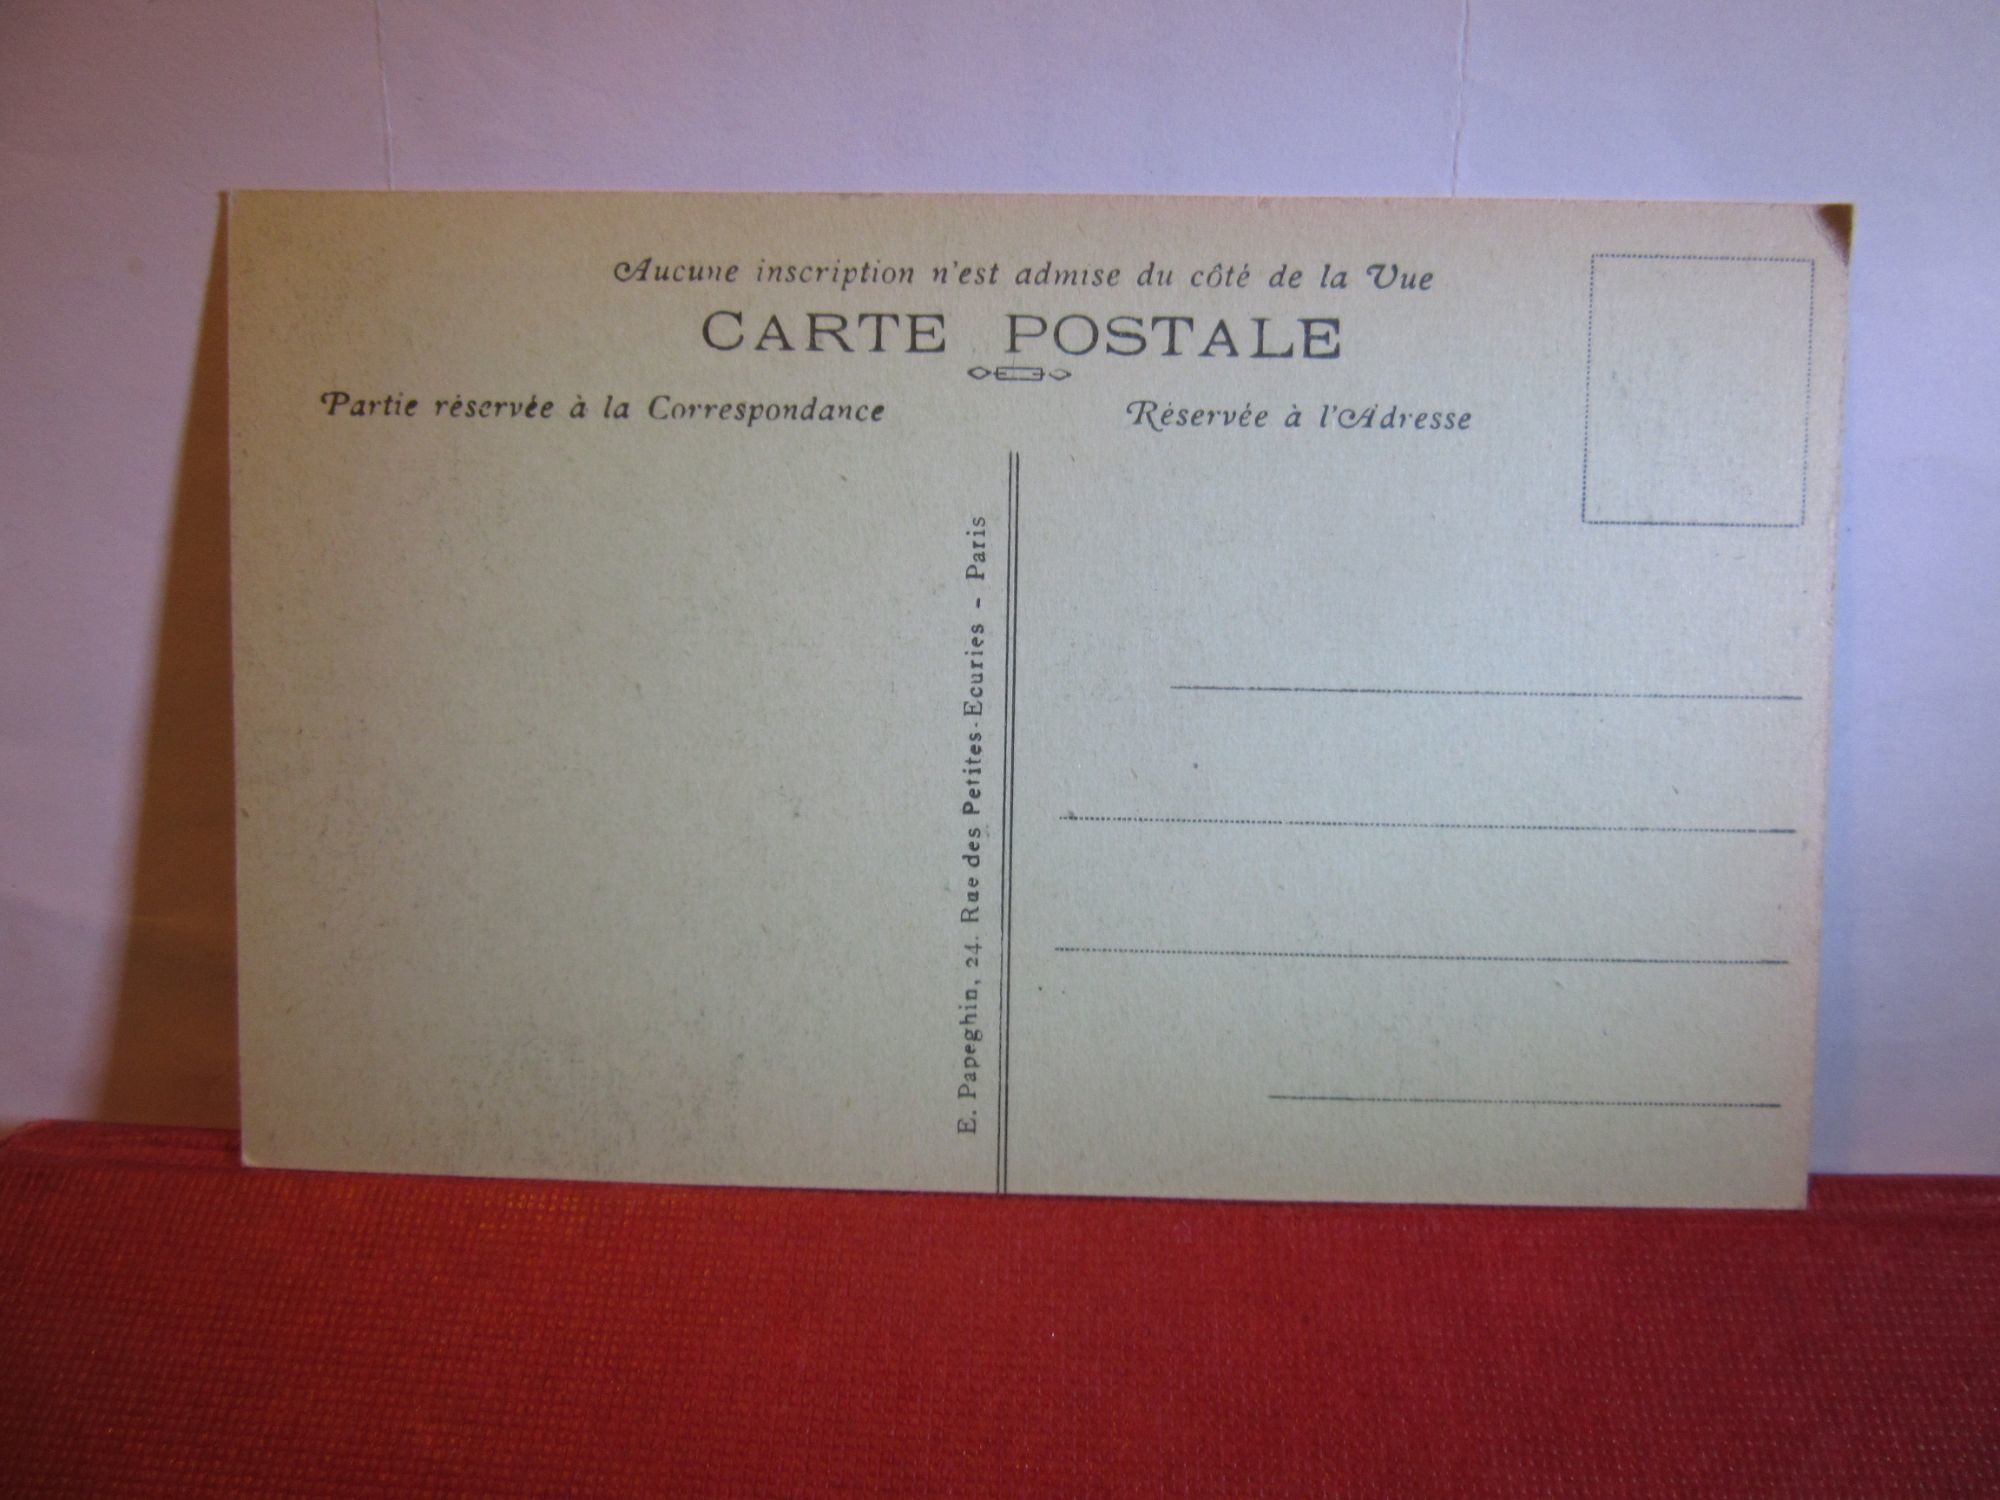 Aucune inscription n'est admise du côté de la Vue
CARTE POSTALE
Partie réservée à la Correspondance
Réservée à l'Adresse
E. Papeghin, 24. Rue des Petites-Ecuries - Paris